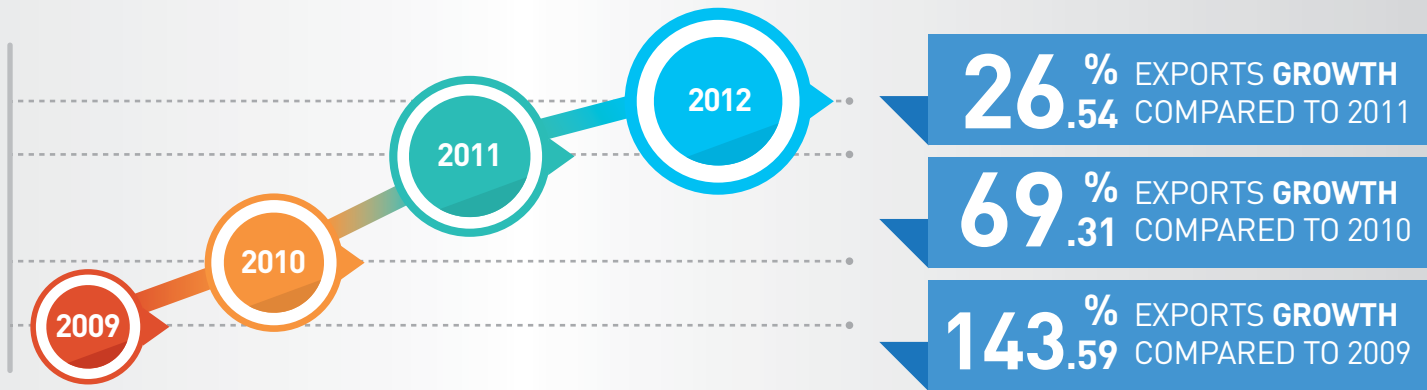 2009
2010
2011
2012
26.54% EXPORTS GROWTH
COMPARED TO 2011
69.31% EXPORTS GROWTH
COMPARED TO 2010
143.59% EXPORTS GROWTH
COMPARED TO 2009